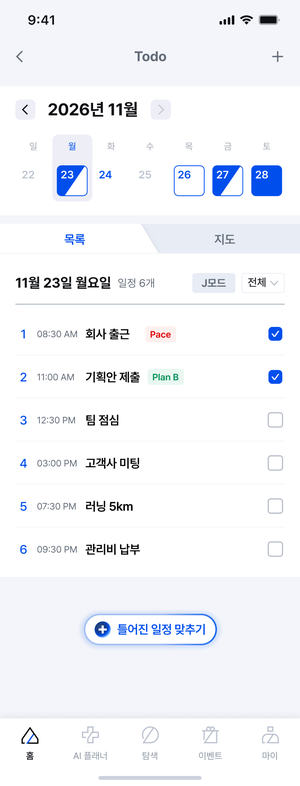 9:41
Todo
2026년 11월
일 월 화 수 목 금 토
22 23 24 25 26 27 28
목록 지도
11월 23일 월요일 일정 6개 J모드 전체
1 08:30 AM 회사 출근 Pace
2 11:00 AM 기획안 제출 Plan B
3 12:30 PM 팀 점심
4 03:00 PM 고객사 미팅
5 07:30 PM 러닝 5km
6 09:30 PM 관리비 납부
틀어진 일정 맞추기
홈 AI 플래너 탐색 이벤트 마이